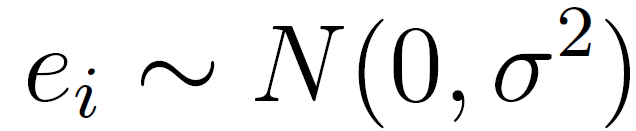 e_i ∼ N(0, σ²)